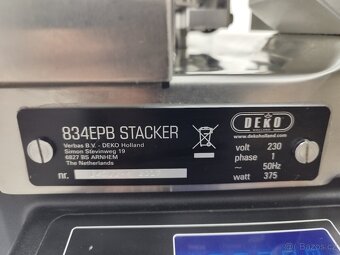 834EPB STACKER
Verbas B.V. - DEKO Holland
Simon Stevinweg 19
6827 BS ARNHEM
The Netherlands
nr.
DEKO
HOLLAND
www.dekoholland.com
volt 230
phase 1
~ 50Hz
watt 375